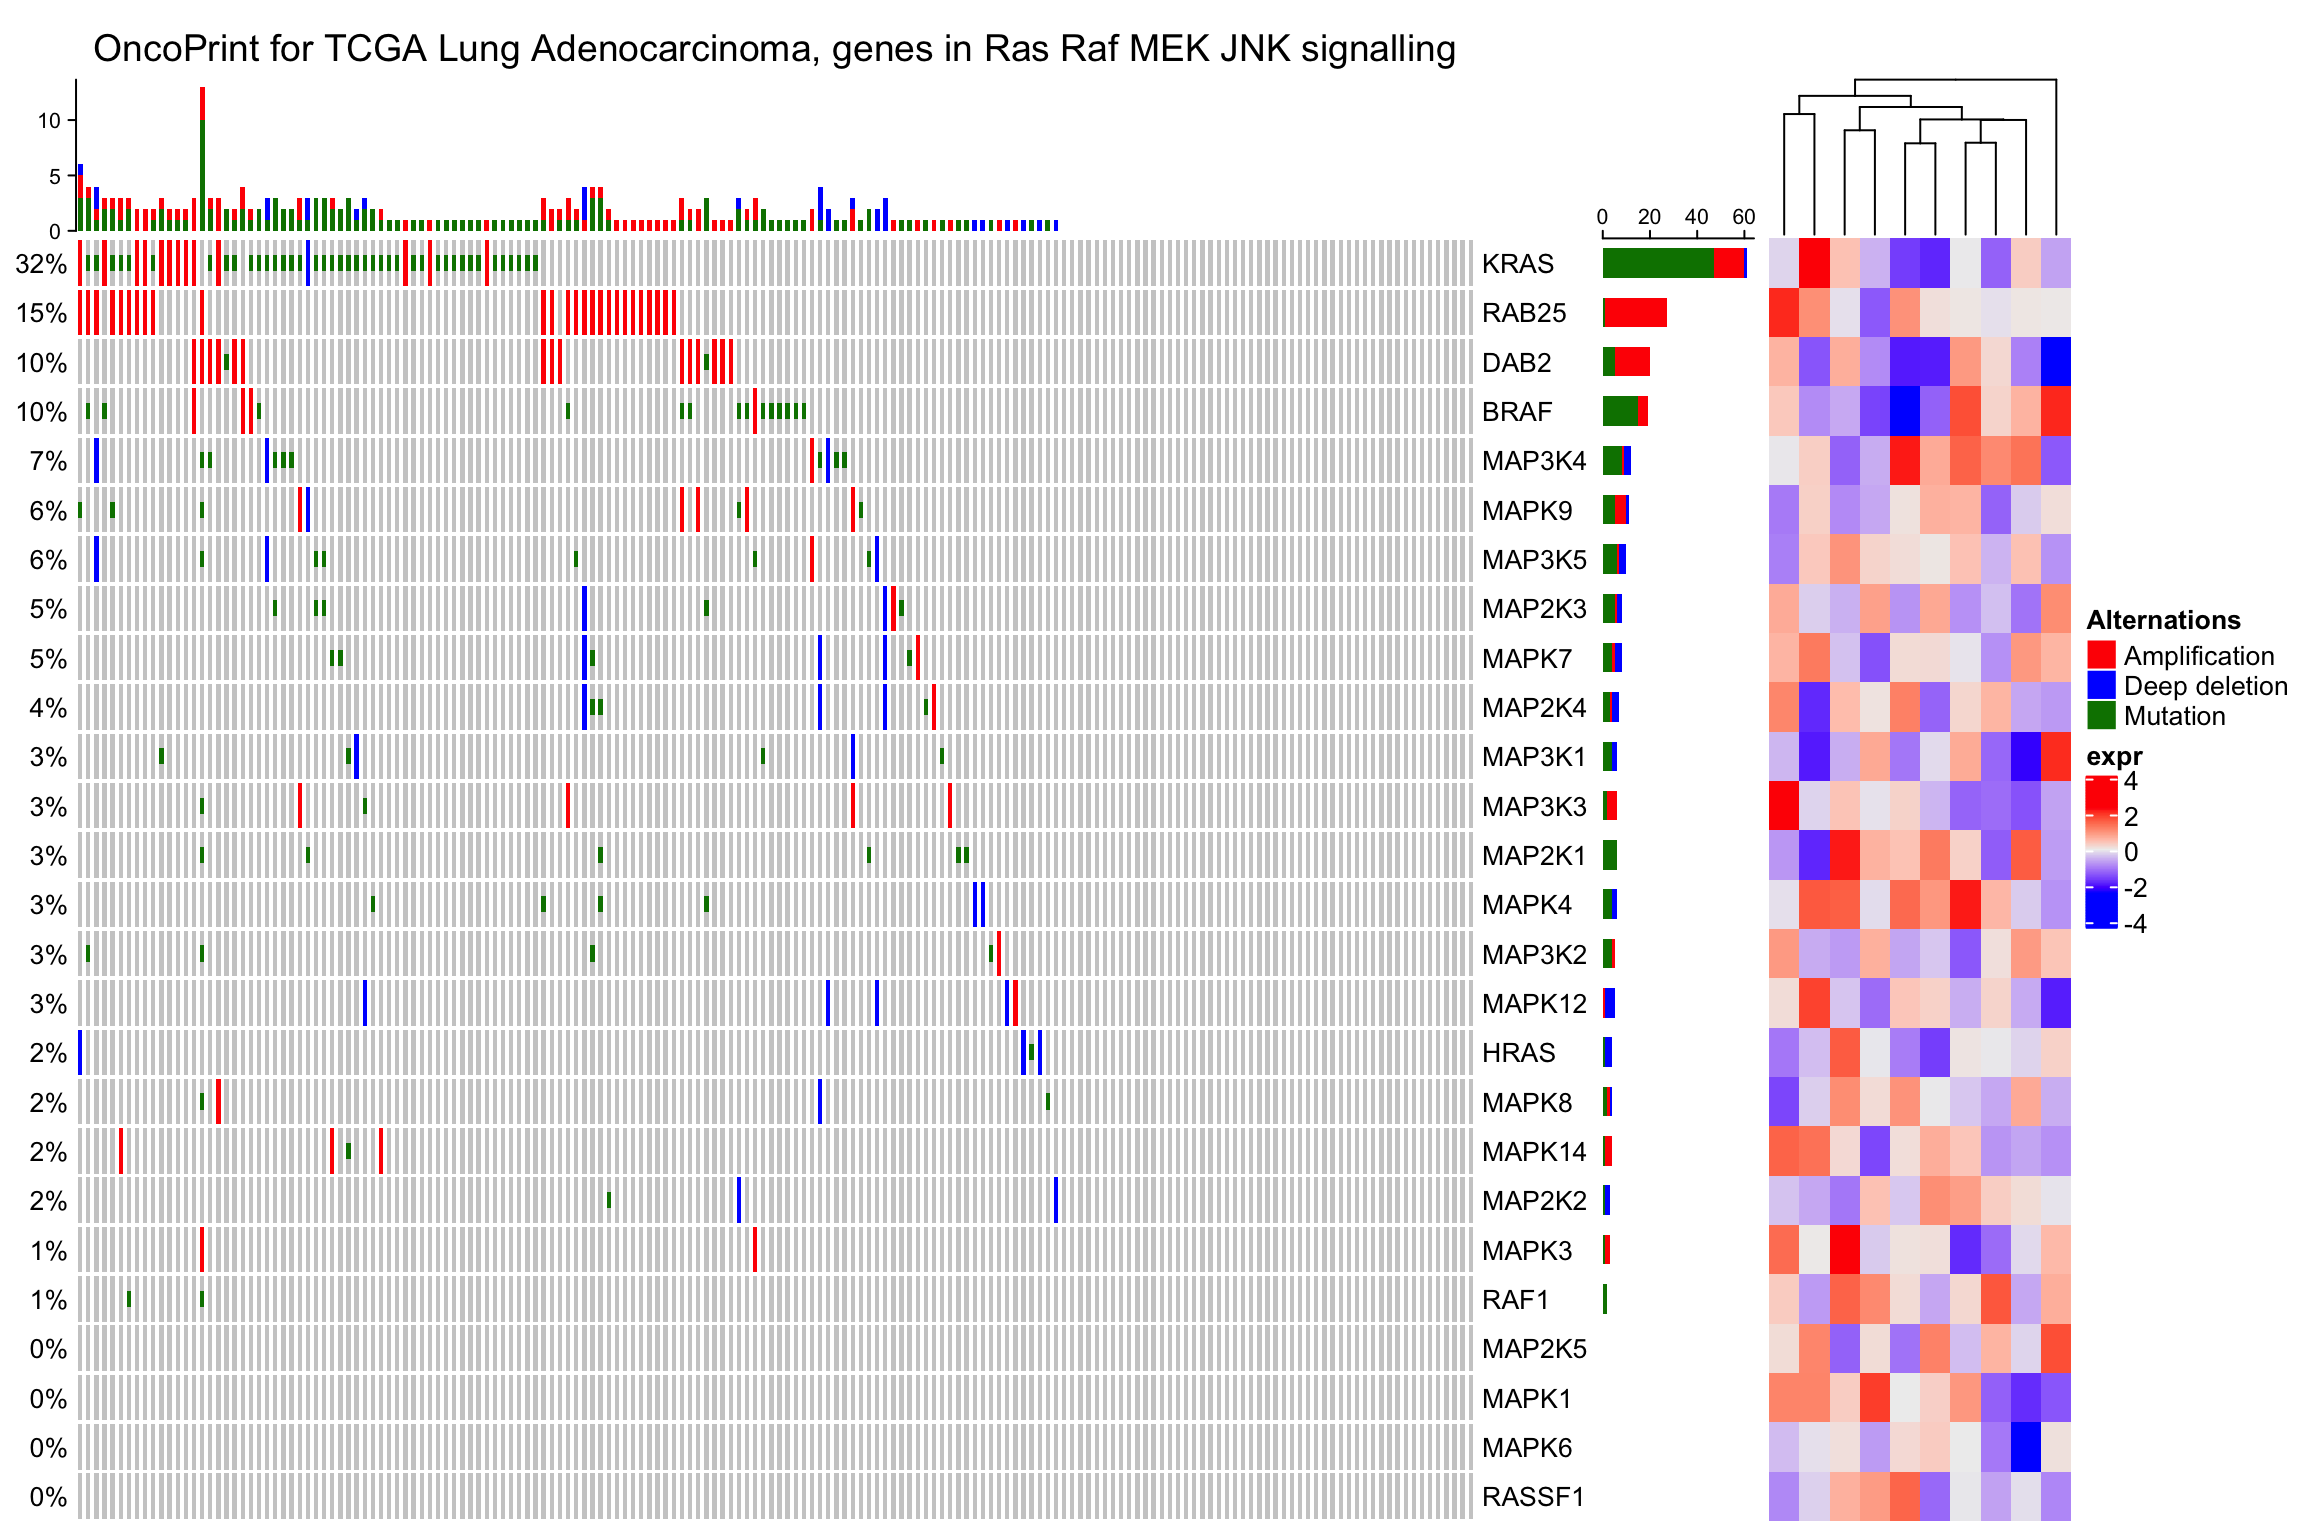 OncoPrint for TCGA Lung Adenocarcinoma, genes in Ras Raf MEK JNK signalling
10
5
0
0 20 40 60
32% KRAS
15% RAB25
10% DAB2
10% BRAF
7% MAP3K4
6% MAPK9
6% MAP3K5
5% MAP2K3
5% MAPK7
4% MAP2K4
3% MAP3K1
3% MAP3K3
3% MAP2K1
3% MAPK4
3% MAP3K2
3% MAPK12
2% HRAS
2% MAPK8
2% MAPK14
2% MAP2K2
1% MAPK3
1% RAF1
0% MAP2K5
0% MAPK1
0% MAPK6
0% RASSF1
Alternations
Amplification
Deep deletion
Mutation
expr
4
2
0
-2
-4